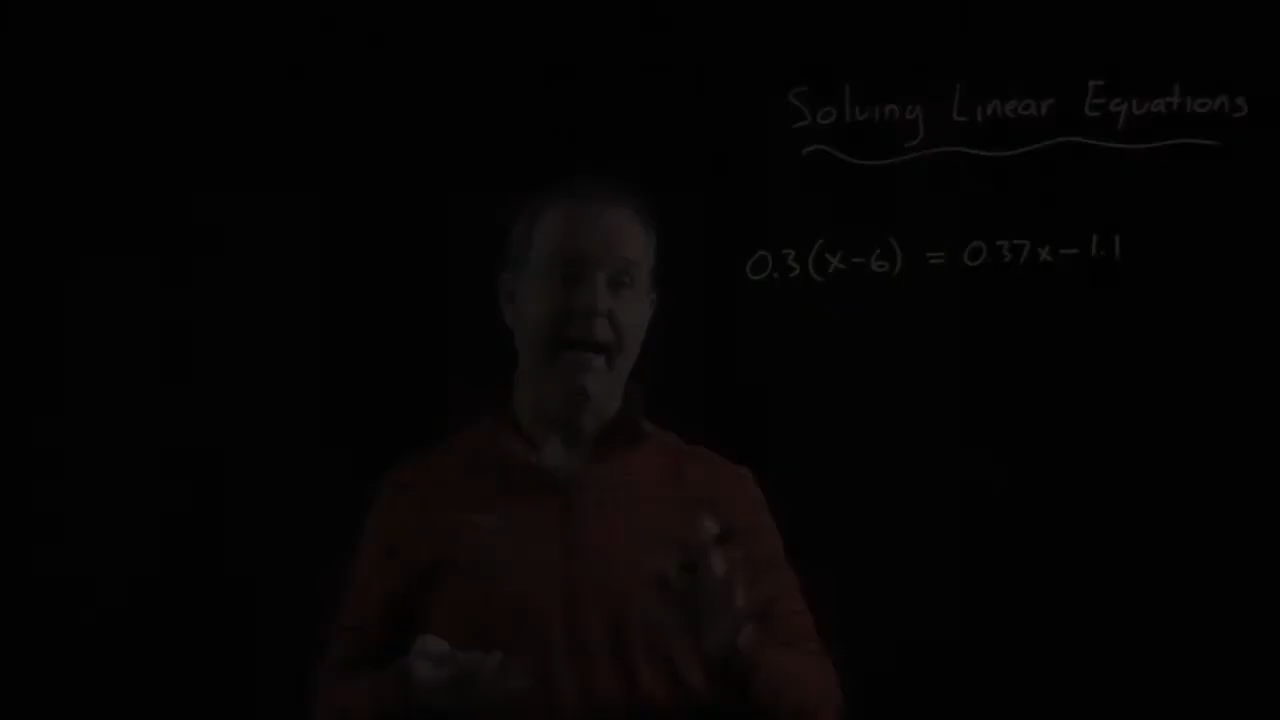 Solving Linear Equations
0.3(x-6) = 0.37x-1.1